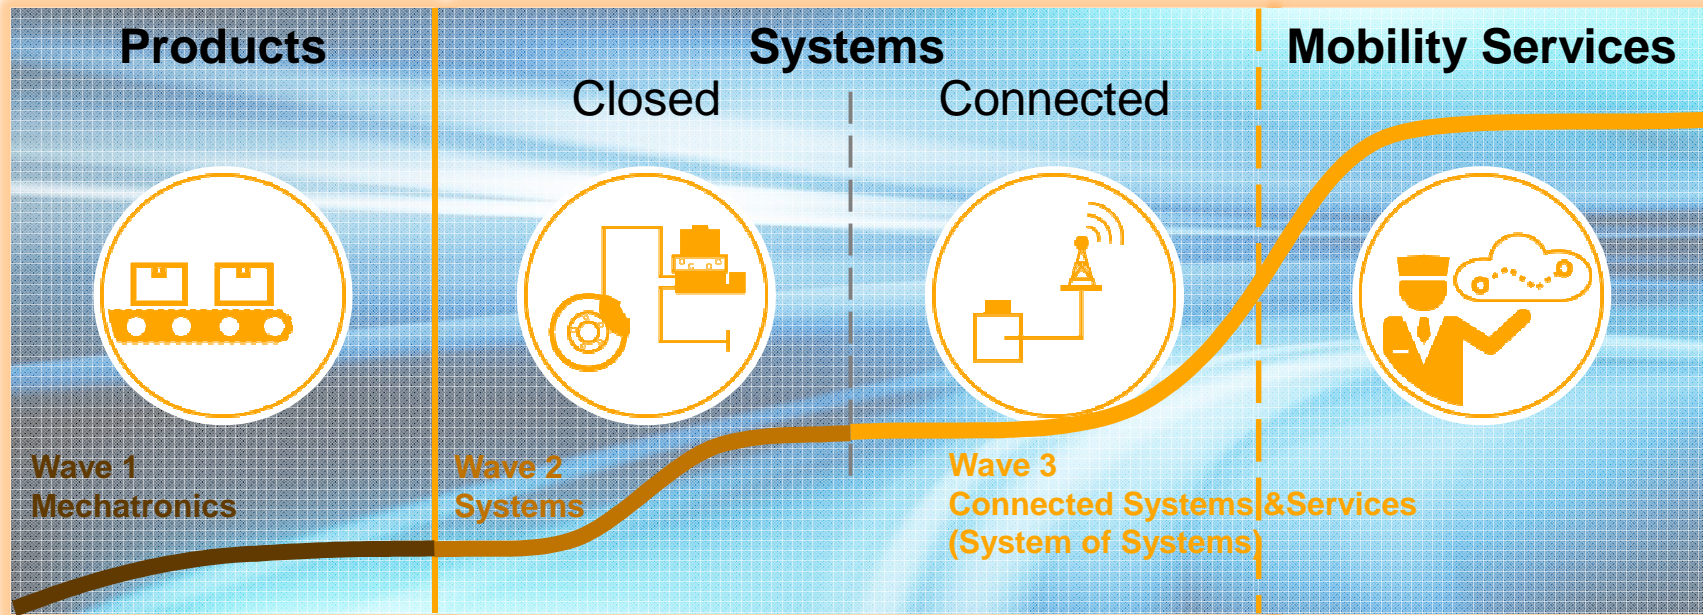 Products
Systems
Mobility Services
Closed
Connected
Wave 1
Mechatronics
Wave 2
Systems
Wave 3
Connected Systems &Services
(System of Systems)